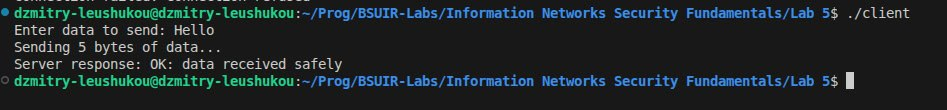 dzmitry-leushukou@dzmitry-leushukou:~/Prog/BSUIR-Labs/Information Networks Security Fundamentals/Lab 5$ ./client
Enter data to send: Hello
Sending 5 bytes of data...
Server response: OK: data received safely
dzmitry-leushukou@dzmitry-leushukou:~/Prog/BSUIR-Labs/Information Networks Security Fundamentals/Lab 5$